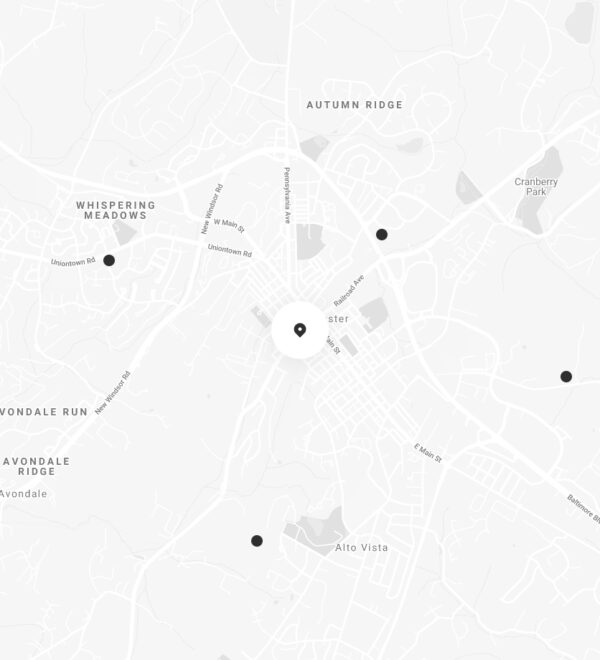 AUTUMN RIDGE
Pennsylvania Ave
Cranberry
Park
New Windsor Rd
WHISPERING
MEADOWS
W Main St
Uniontown Rd
Uniontown Rd
Railroad Ave
ster
ain St
New Windsor Rd
VONDALE RUN
E Main St
AVONDALE
RIDGE
Avondale
Baltimore Bl
Alto Vista